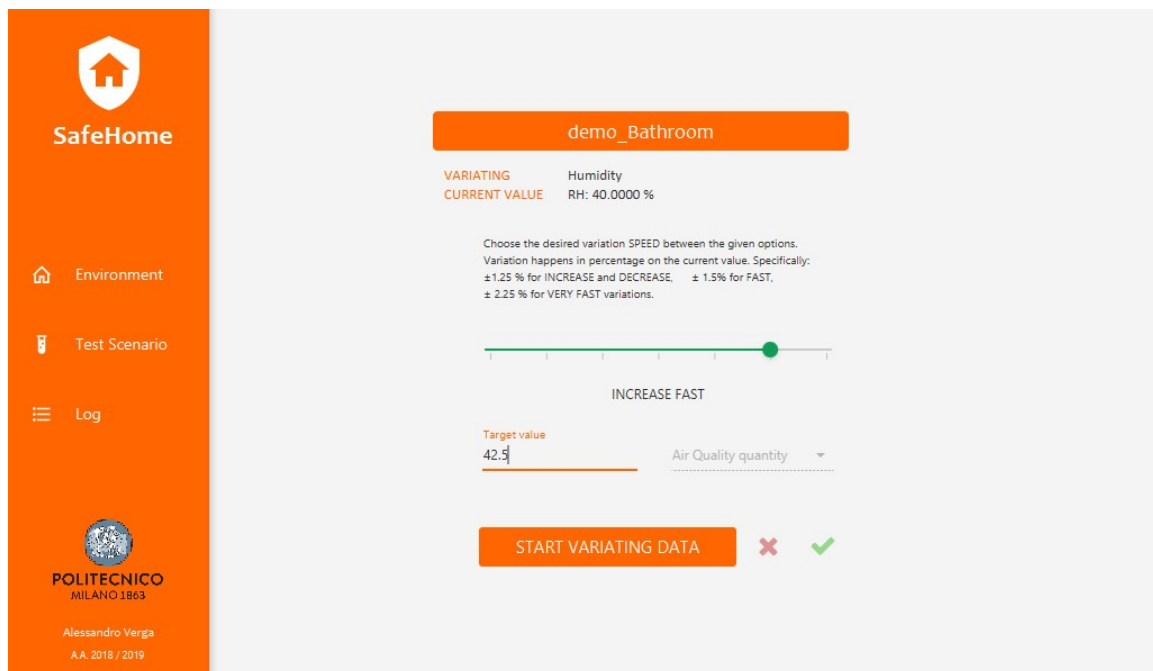 SafeHome
Environment
Test Scenario
Log
POLITECNICO
MILANO 1863
Alessandro Verga
A.A. 2018 / 2019
demo_Bathroom
VARIATING Humidity
CURRENT VALUE RH: 40.0000 %
Choose the desired variation SPEED between the given options.
Variation happens in percentage on the current value. Specifically:
±1.25 % for INCREASE and DECREASE, ± 1.5% for FAST,
± 2.25 % for VERY FAST variations.
INCREASE FAST
Target value
42.5 Air Quality quantity
START VARIATING DATA